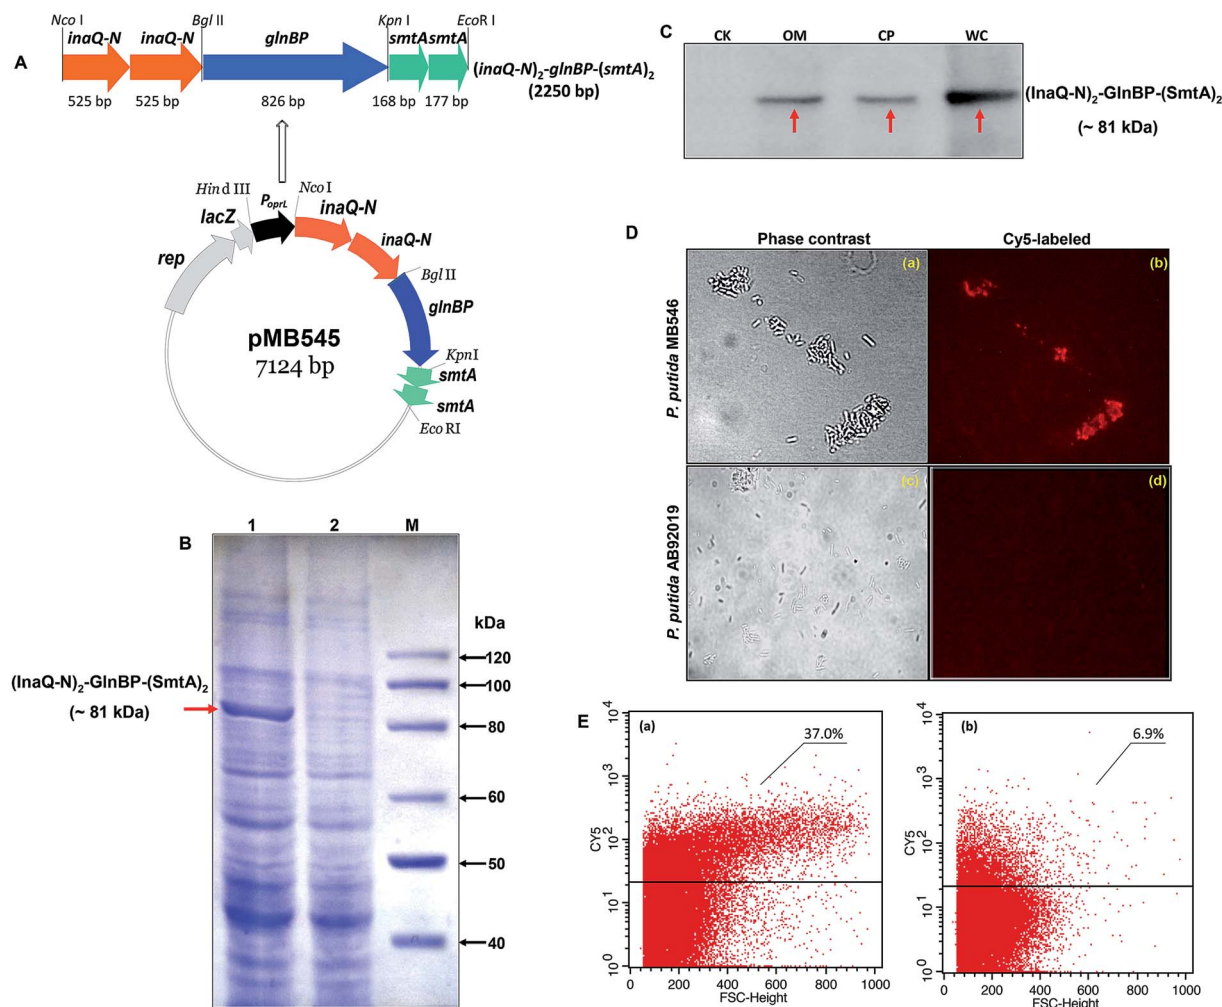 A
Nco I Bgl II Kpn I EcoR I
inaQ-N inaQ-N glnBP smtA smtA
(inaQ-N)2-glnBP-(smtA)2
(2250 bp)
525 bp 525 bp 826 bp 168 bp 177 bp
Hind III
PoprL
Nco I
lacZ
inaQ-N
inaQ-N
rep
Bgl II
glnBP
pMB545
7124 bp
Kpn I
smtA
smtA
Eco RI
B
1 2 M
kDa
120
100
80
60
50
40
(InaQ-N)2-GlnBP-(SmtA)2
(~ 81 kDa)
C
CK OM CP WC
(InaQ-N)2-GlnBP-(SmtA)2
(~ 81 kDa)
D
Phase contrast Cy5-labeled
P. putida MB546
(a) (b)
P. putida AB92019
(c) (d)
E
(a)
37.0%
10 4
10 3
10 2
10 1
10 0
CY5
0 200 400 600 800 1000
FSC-Height
(b)
6.9%
10 4
10 3
10 2
10 1
10 0
CY5
0 200 400 600 800 1000
FSC-Height